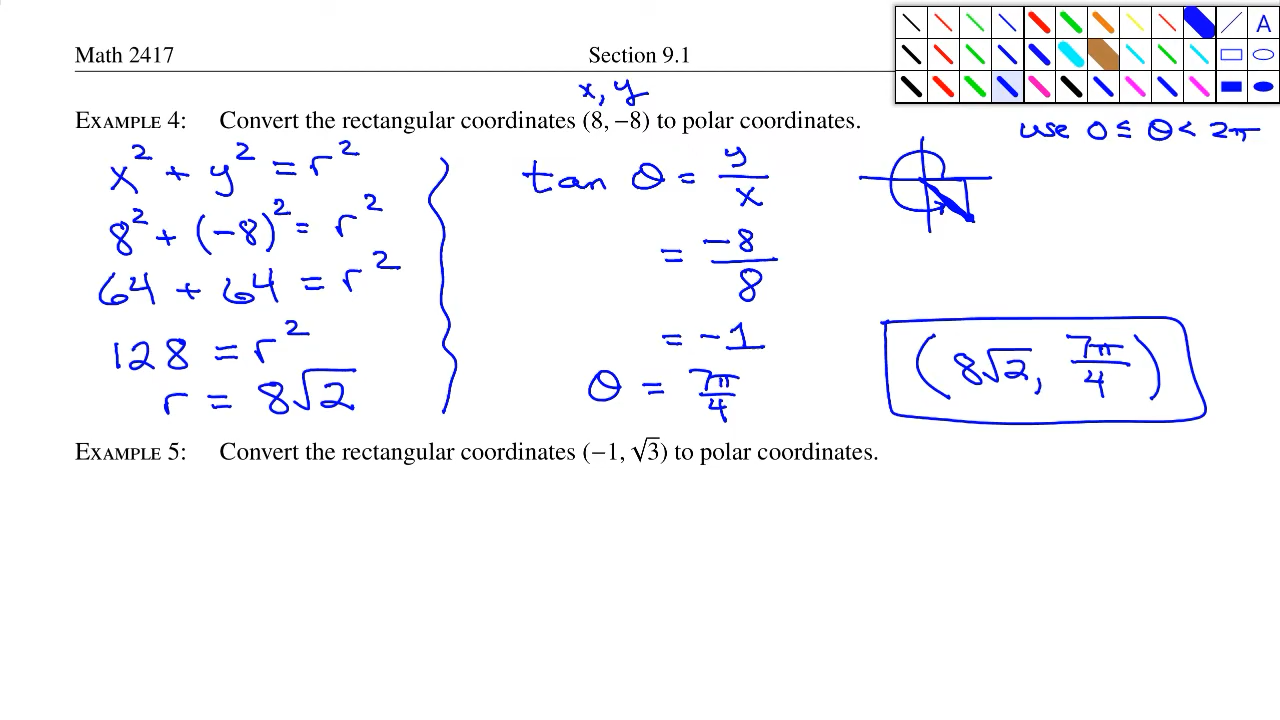 Math 2417 Section 9.1
A
x, y
EXAMPLE 4: Convert the rectangular coordinates (8, −8) to polar coordinates.
use 0 ≤ θ < 2π
x² + y² = r²
8² + (−8)² = r²
64 + 64 = r²
128 = r²
r = 8√2
tan θ = y/x
= −8/8
= −1
θ = 7π/4
(8√2, 7π/4)
EXAMPLE 5: Convert the rectangular coordinates (−1, √3) to polar coordinates.